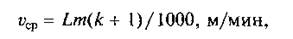 v_ср = Lm(k + 1)/1000, м/мин,